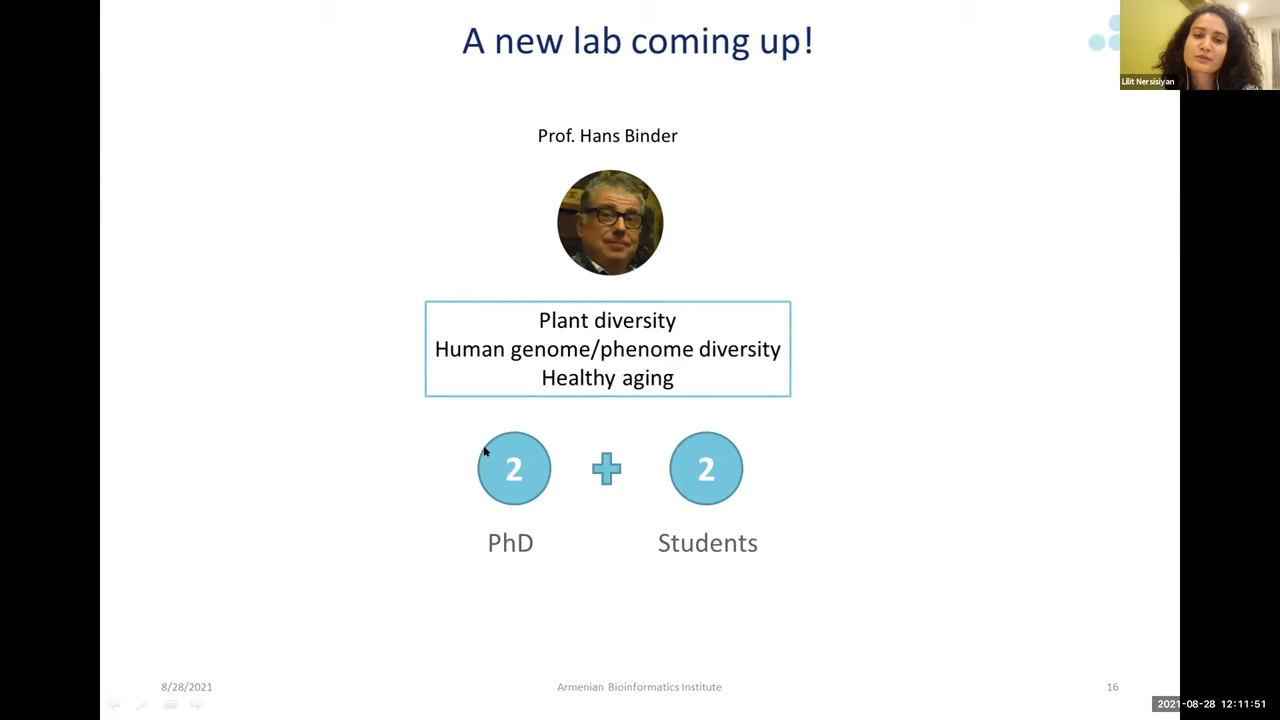 A new lab coming up!
Lilit Nersisiyan
Prof. Hans Binder
Plant diversity
Human genome/phenome diversity
Healthy aging
2
2
PhD
Students
8/28/2021
Armenian Bioinformatics Institute
16
2021-08-28 12:11:51